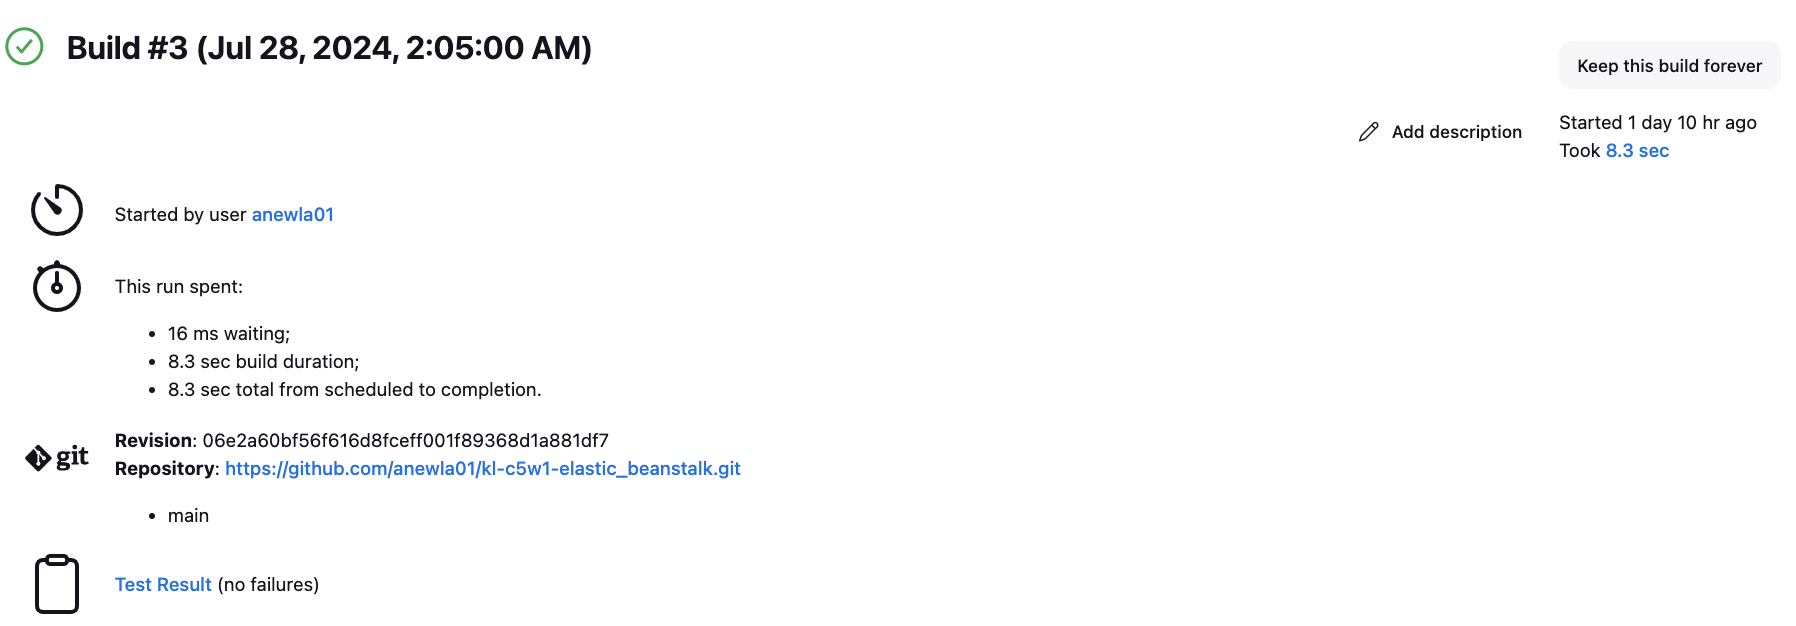 Build #3 (Jul 28, 2024, 2:05:00 AM)
Keep this build forever
Add description
Started 1 day 10 hr ago
Took 8.3 sec
Started by user anewla01
This run spent:
• 16 ms waiting;
• 8.3 sec build duration;
• 8.3 sec total from scheduled to completion.
git
Revision: 06e2a60bf56f616d8fceff001f89368d1a881df7
Repository: https://github.com/anewla01/kl-c5w1-elastic_beanstalk.git
• main
Test Result (no failures)